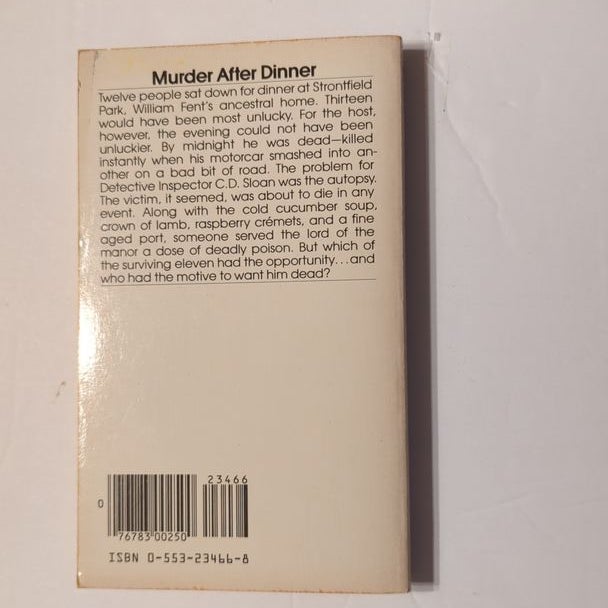 Murder After Dinner
Twelve people sat down for dinner at Strontfield
Park, William Fent's ancestral home. Thirteen
would have been most unlucky. For the host,
however, the evening could not have been
unluckier. By midnight he was dead—killed
instantly when his motorcar smashed into an-
other on a bad bit of road. The problem for
Detective Inspector C.D. Sloan was the autopsy.
The victim, it seemed, was about to die in any
event. Along with the cold cucumber soup,
crown of lamb, raspberry crémets, and a fine
aged port, someone served the lord of the
manor a dose of deadly poison. But which of
the surviving eleven had the opportunity...and
who had the motive to want him dead?
23466
0
76783 00250
ISBN 0-553-23466-8